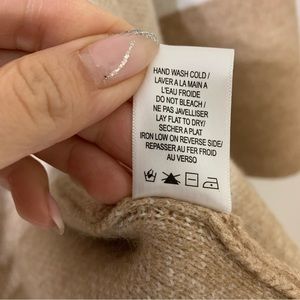 HAND WASH COLD/
LAVER A LA MAIN A
L'EAU FROIDE
DO NOT BLEACH/
NE PAS JAVELLISER
LAY FLAT TO DRY/
SECHER A PLAT
IRON LOW ON REVERSE SIDE/
REPASSER AU FER FROID
AU VERSO